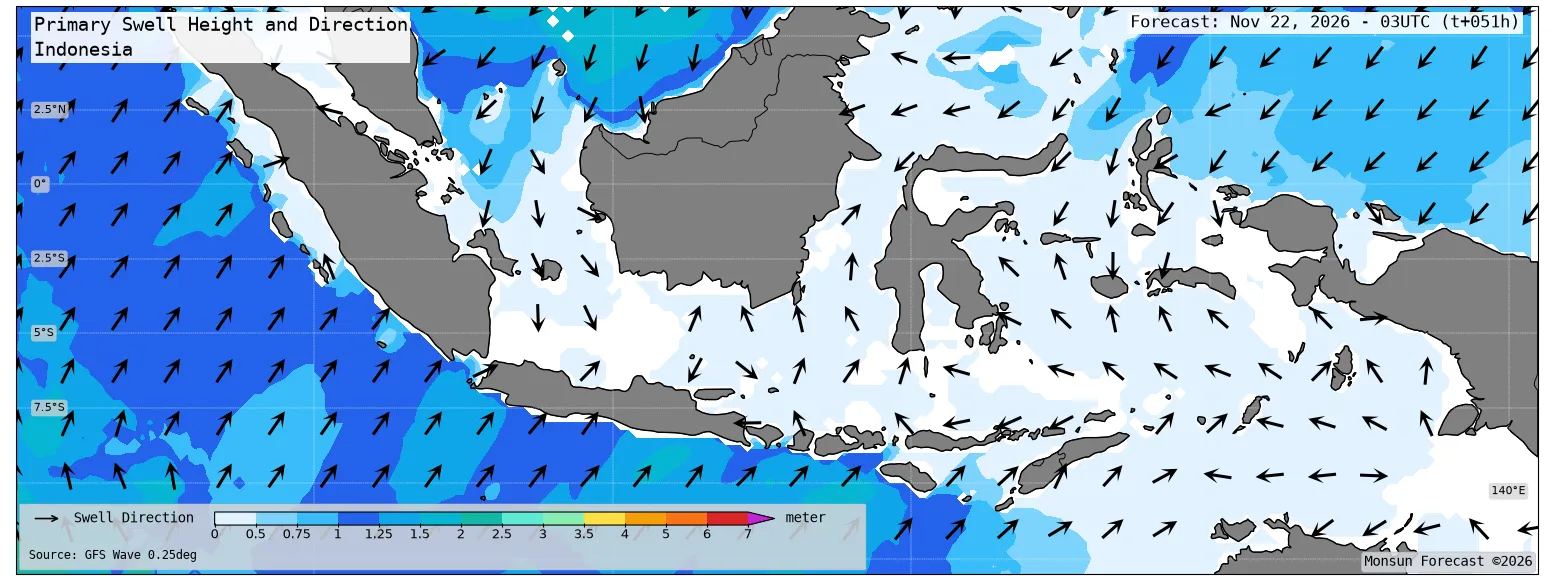 Primary Swell Height and Direction
Indonesia
Forecast: Nov 22, 2026 - 03UTC (t+051h)
2.5°N
0°
2.5°S
5°S
7.5°S
140°E
Swell Direction
0 0.5 0.75 1 1.25 1.5 2 2.5 3 3.5 4 5 6 7
meter
Source: GFS Wave 0.25deg
Monsun Forecast ©2026